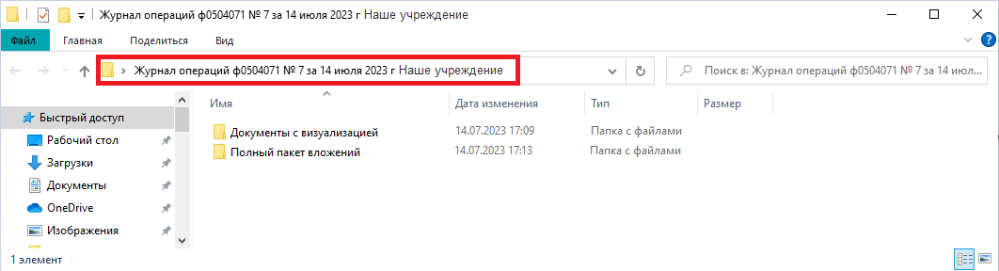 Журнал операций ф0504071 № 7 за 14 июля 2023 г Наше учреждение
Файл Главная Поделиться Вид
Журнал операций ф0504071 № 7 за 14 июля 2023 г Наше учреждение Поиск в: Журнал операций ф0504071 № 7 за 14 июл...
Имя Дата изменения Тип Размер
Быстрый доступ
Документы с визуализацией 14.07.2023 17:09 Папка с файлами
Рабочий стол
Полный пакет вложений 14.07.2023 17:13 Папка с файлами
Загрузки
Документы
OneDrive
Изображения
1 элемент